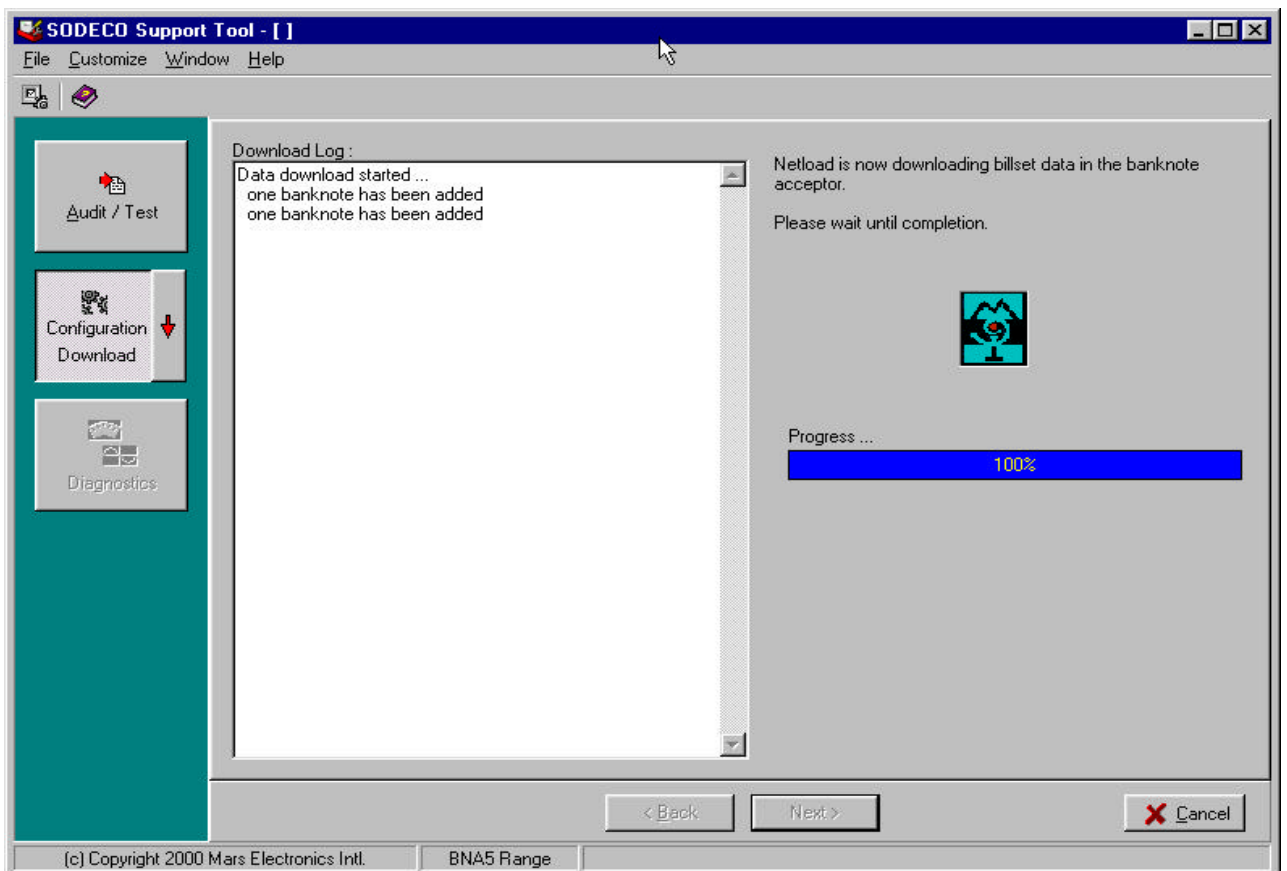 SODECO Support Tool - [ ]
File Customize Window Help
Audit / Test
Configuration
Download
Diagnostics
Download Log :
Data download started ...
one banknote has been added
one banknote has been added
Netload is now downloading billset data in the banknote
acceptor.
Please wait until completion.
Progress ...
100%
< Back
Next >
Cancel
(c) Copyright 2000 Mars Electronics Intl.
BNA5 Range